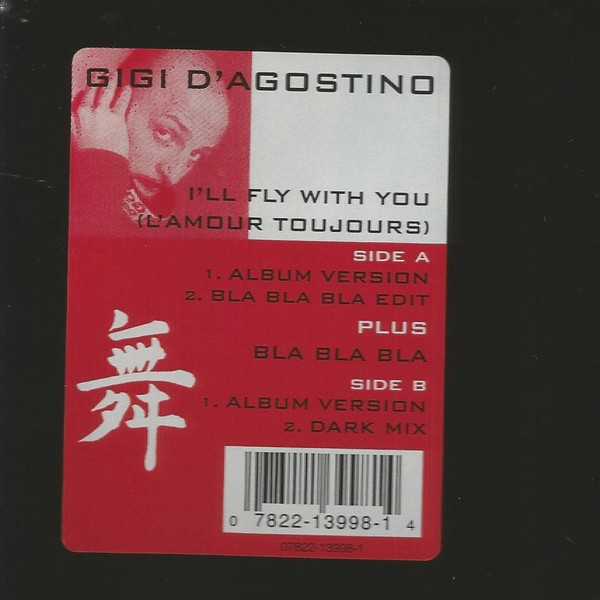 GIGI D'AGOSTINO
I'LL FLY WITH YOU
(L'AMOUR TOUJOURS)
SIDE A
1. ALBUM VERSION
2. BLA BLA BLA EDIT
PLUS
BLA BLA BLA
SIDE B
1. ALBUM VERSION
2. DARK MIX
舞
0 7822-13998-1 4
07822-13998-1